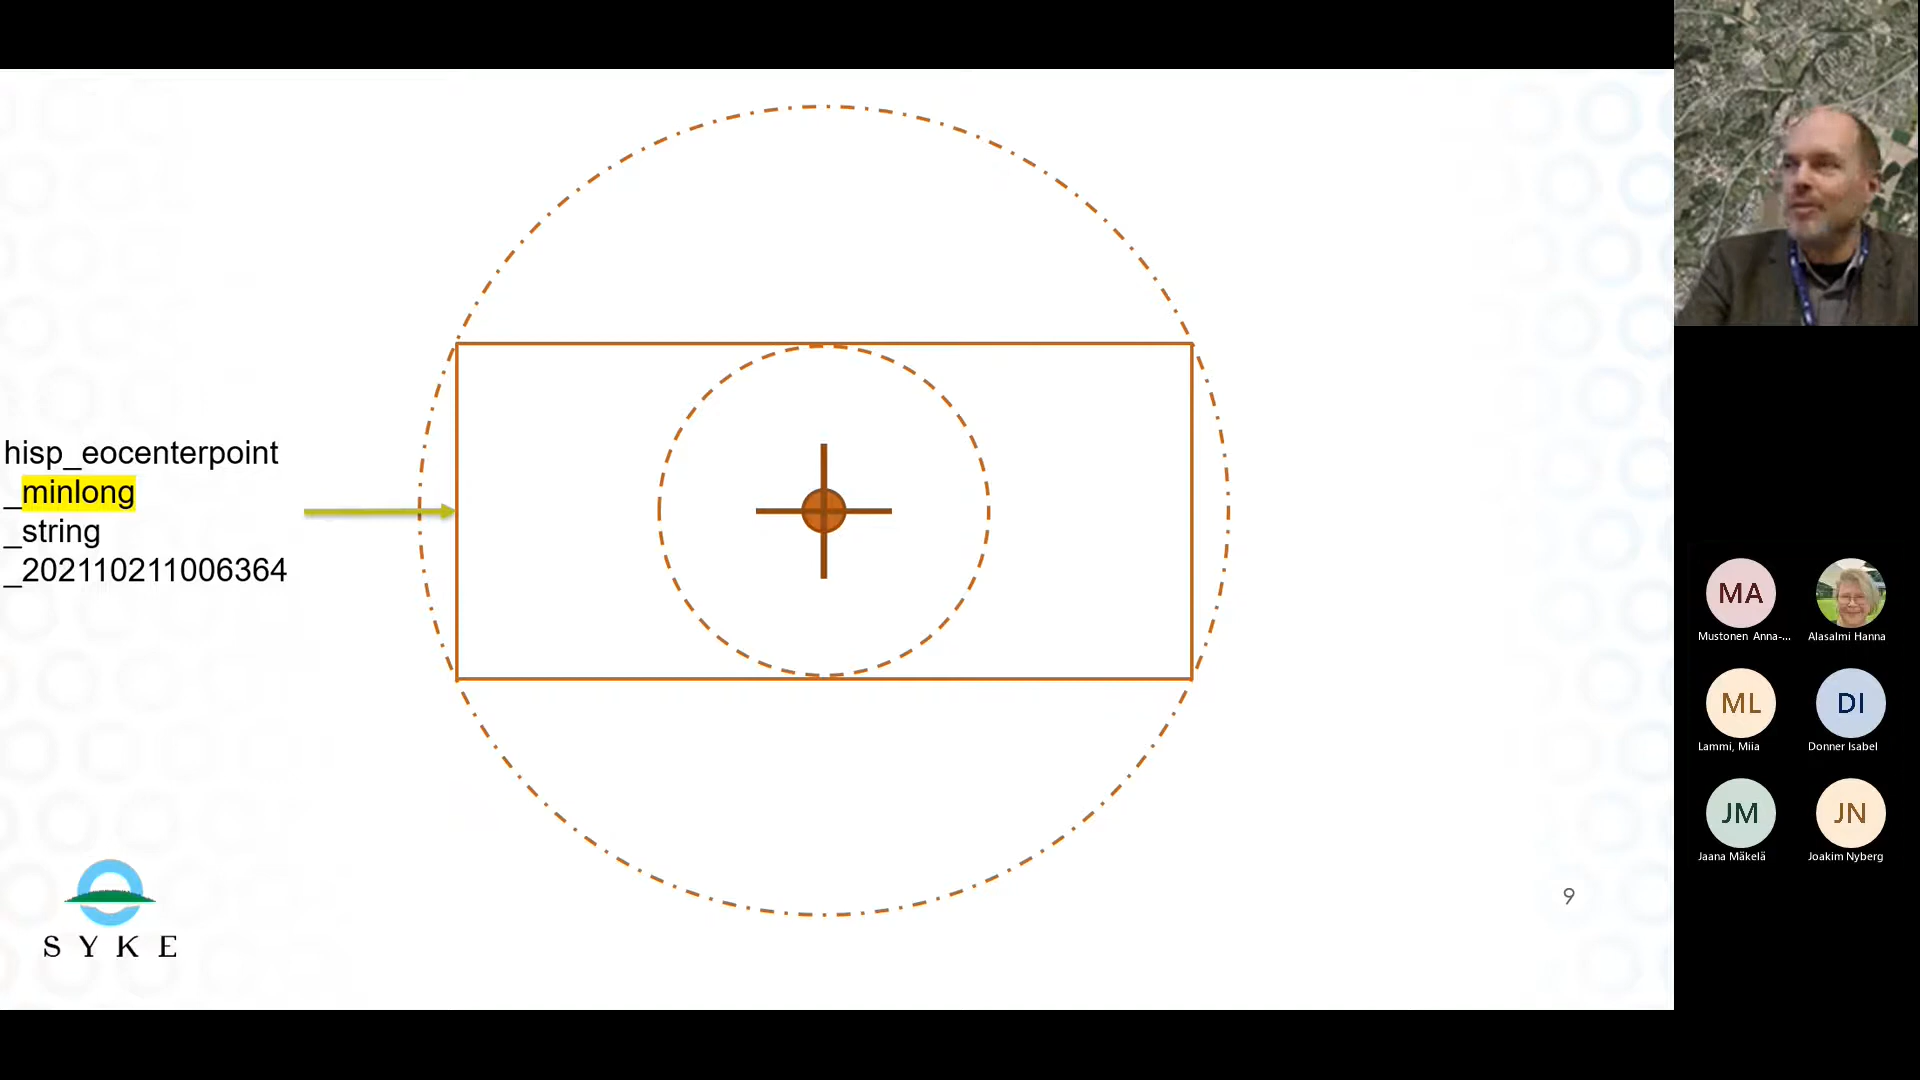 hisp_eocenterpoint
_minlong
_string
_202110211006364
SYKE
9
MA
Mustonen Anna-...
Alasalmi Hanna
ML
Lammi, Miia
DI
Donner Isabel
JM
Jaana Mäkelä
JN
Joakim Nyberg